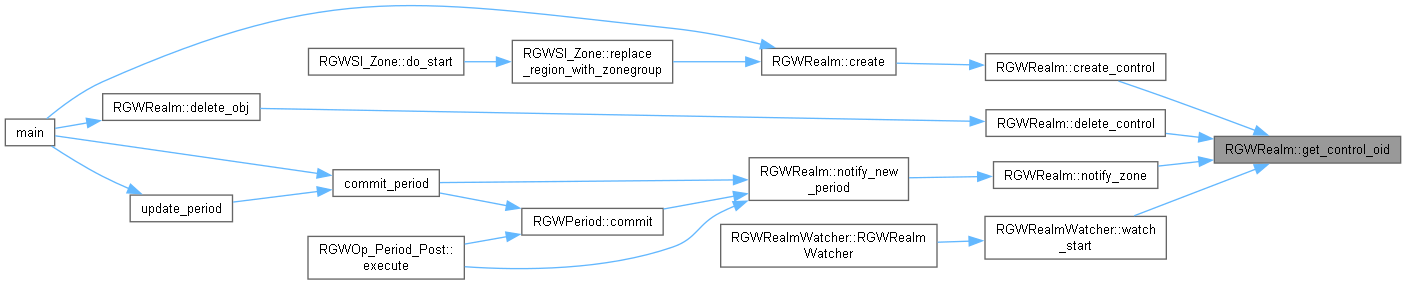 main
RGWRealm::delete_obj
update_period
RGWSI_Zone::do_start
commit_period
RGWOp_Period_Post::
execute
RGWSI_Zone::replace
_region_with_zonegroup
RGWPeriod::commit
RGWRealm::create
RGWRealm::notify_new
_period
RGWRealmWatcher::RGWRealm
Watcher
RGWRealm::create_control
RGWRealm::delete_control
RGWRealm::notify_zone
RGWRealmWatcher::watch
_start
RGWRealm::get_control_oid